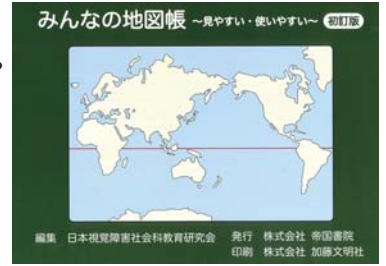 みんなの地図帳 ~見やすい・使いやすい~ 初訂版
編集 日本視覚障害社会科教育研究会 発行 株式会社 帝国書院
印刷 株式会社 加藤文明社